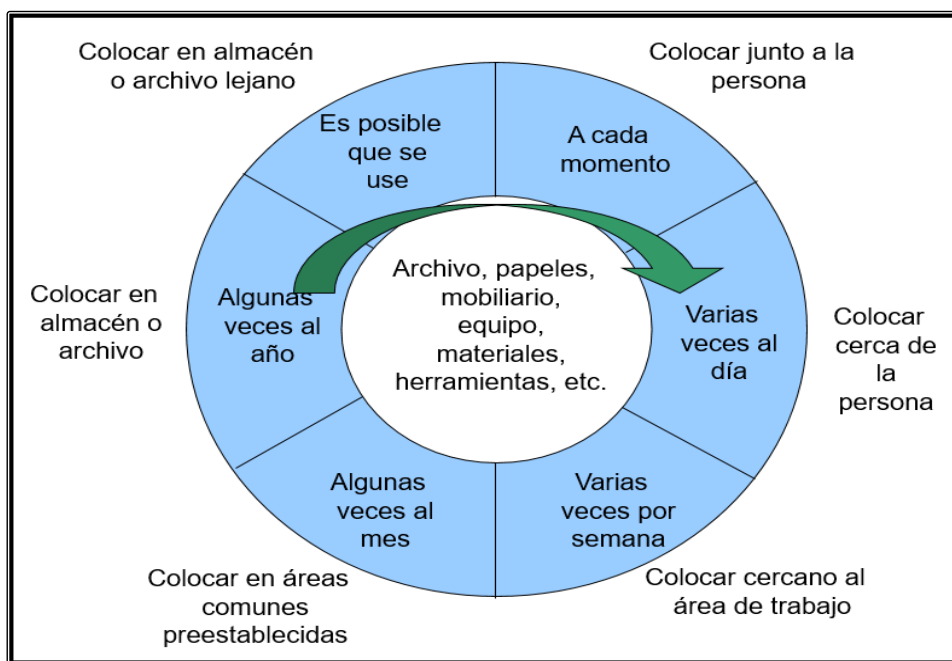 Colocar en almacén
o archivo lejano
Colocar junto a la
persona
Es posible
que se
use
A cada
momento
Colocar en
almacén o
archivo
Algunas
veces al
año
Archivo, papeles,
mobiliario,
equipo,
materiales,
herramientas, etc.
Varias
veces al
día
Colocar
cerca de
la
persona
Algunas
veces al
mes
Varias
veces por
semana
Colocar en áreas
comunes
preestablecidas
Colocar cercano al
área de trabajo